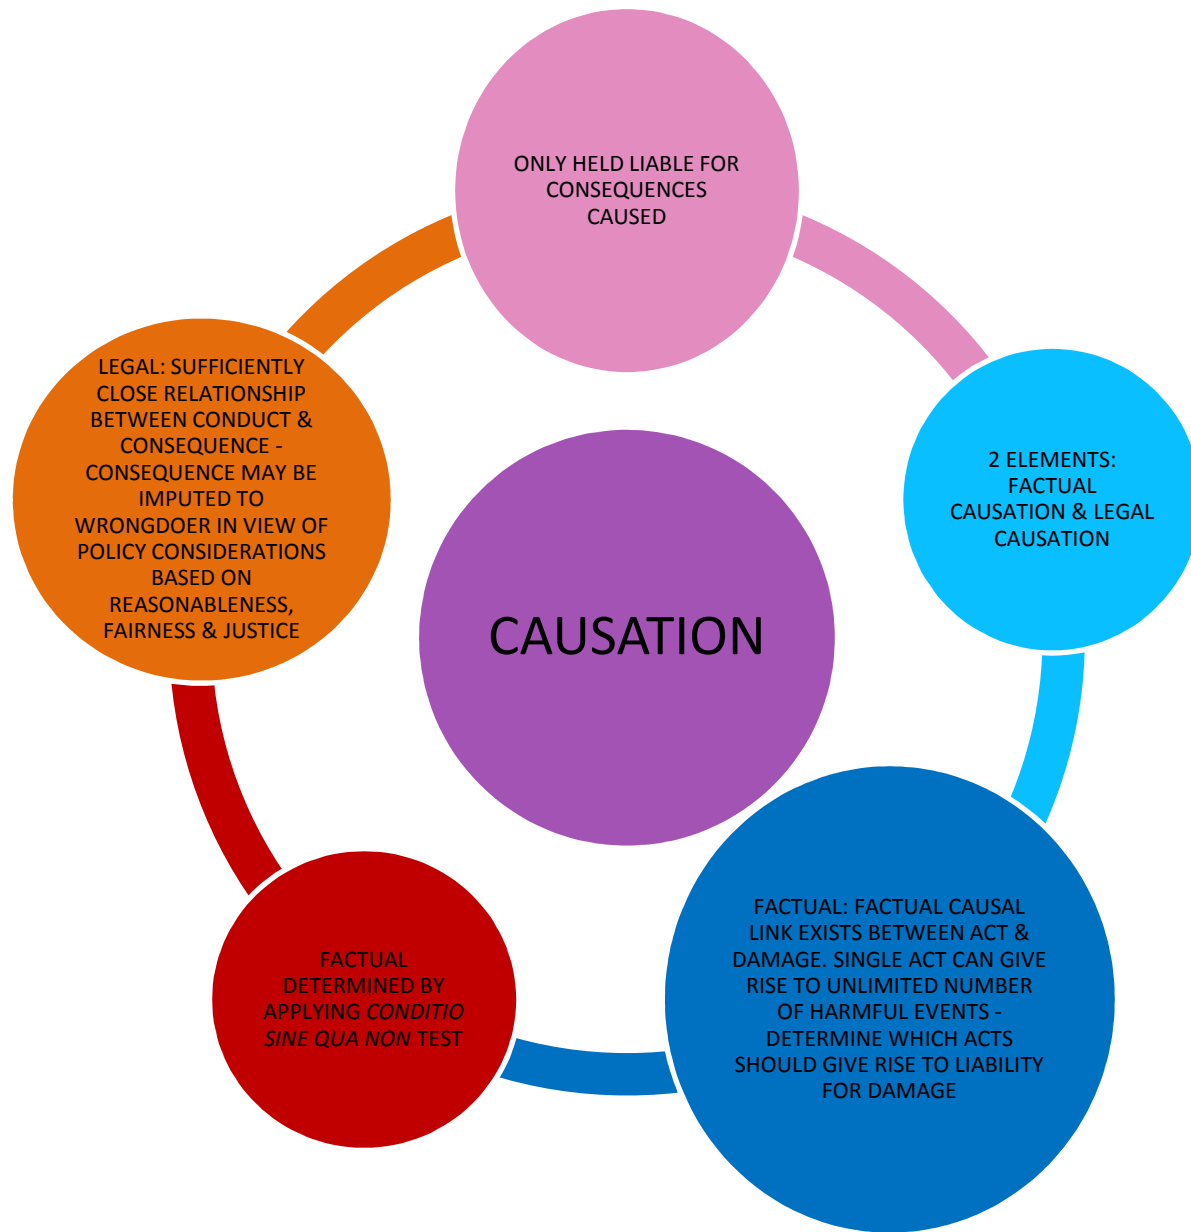 ONLY HELD LIABLE FOR
CONSEQUENCES
CAUSED
2 ELEMENTS:
FACTUAL
CAUSATION & LEGAL
CAUSATION
FACTUAL: FACTUAL CAUSAL
LINK EXISTS BETWEEN ACT &
DAMAGE. SINGLE ACT CAN GIVE
RISE TO UNLIMITED NUMBER
OF HARMFUL EVENTS -
DETERMINE WHICH ACTS
SHOULD GIVE RISE TO LIABILITY
FOR DAMAGE
FACTUAL
DETERMINED BY
APPLYING CONDITIO
SINE QUA NON TEST
LEGAL: SUFFICIENTLY
CLOSE RELATIONSHIP
BETWEEN CONDUCT &
CONSEQUENCE -
CONSEQUENCE MAY BE
IMPUTED TO
WRONGDOER IN VIEW OF
POLICY CONSIDERATIONS
BASED ON
REASONABLENESS,
FAIRNESS & JUSTICE
CAUSATION